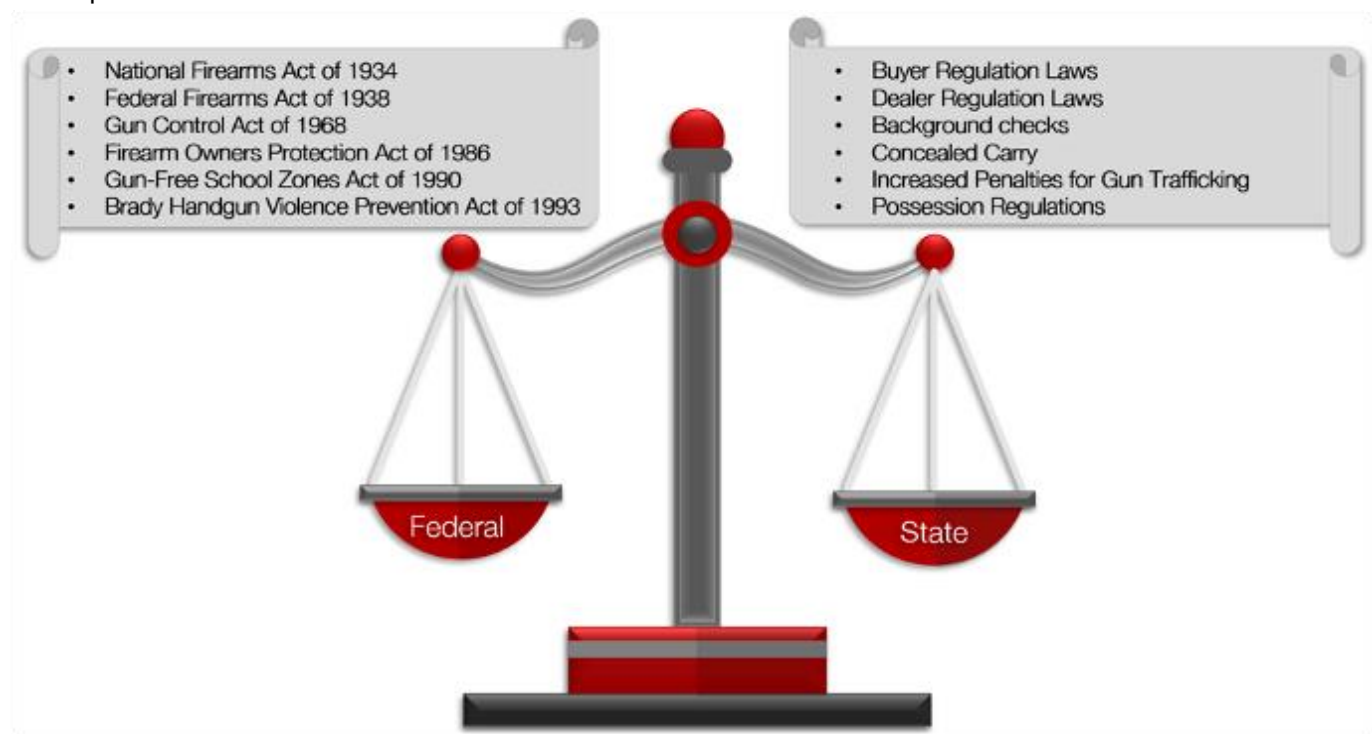 • National Firearms Act of 1934
• Federal Firearms Act of 1938
• Gun Control Act of 1968
• Firearm Owners Protection Act of 1986
• Gun-Free School Zones Act of 1990
• Brady Handgun Violence Prevention Act of 1993
• Buyer Regulation Laws
• Dealer Regulation Laws
• Background checks
• Concealed Carry
• Increased Penalties for Gun Trafficking
• Possession Regulations
Federal
State